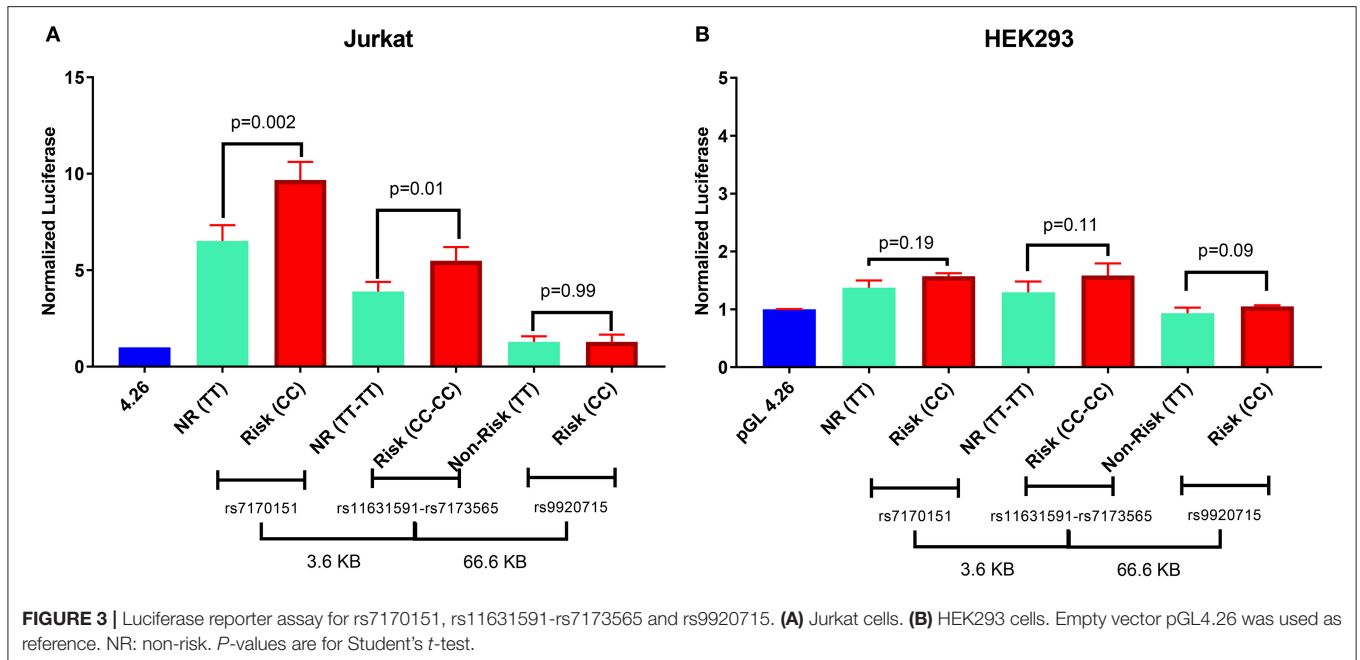 A
Jurkat
Normalized Luciferase
15
10
5
0
p=0.002
p=0.01
p=0.99
4.26
NR (TT)
Risk (CC)
NR (TT-TT)
Risk (CC-CC)
Non-Risk (TT)
Risk (CC)
rs7170151
rs11631591-rs7173565
rs9920715
3.6 KB
66.6 KB
B
HEK293
Normalized Luciferase
5
4
3
2
1
0
p=0.19
p=0.11
p=0.09
pGL 4.26
NR (TT)
Risk (CC)
NR (TT-TT)
Risk (CC-CC)
Non-Risk (TT)
Risk (CC)
rs7170151
rs11631591-rs7173565
rs9920715
3.6 KB
66.6 KB
FIGURE 3 | Luciferase reporter assay for rs7170151, rs11631591-rs7173565 and rs9920715. (A) Jurkat cells. (B) HEK293 cells. Empty vector pGL4.26 was used as
reference. NR: non-risk. P-values are for Student's t-test.